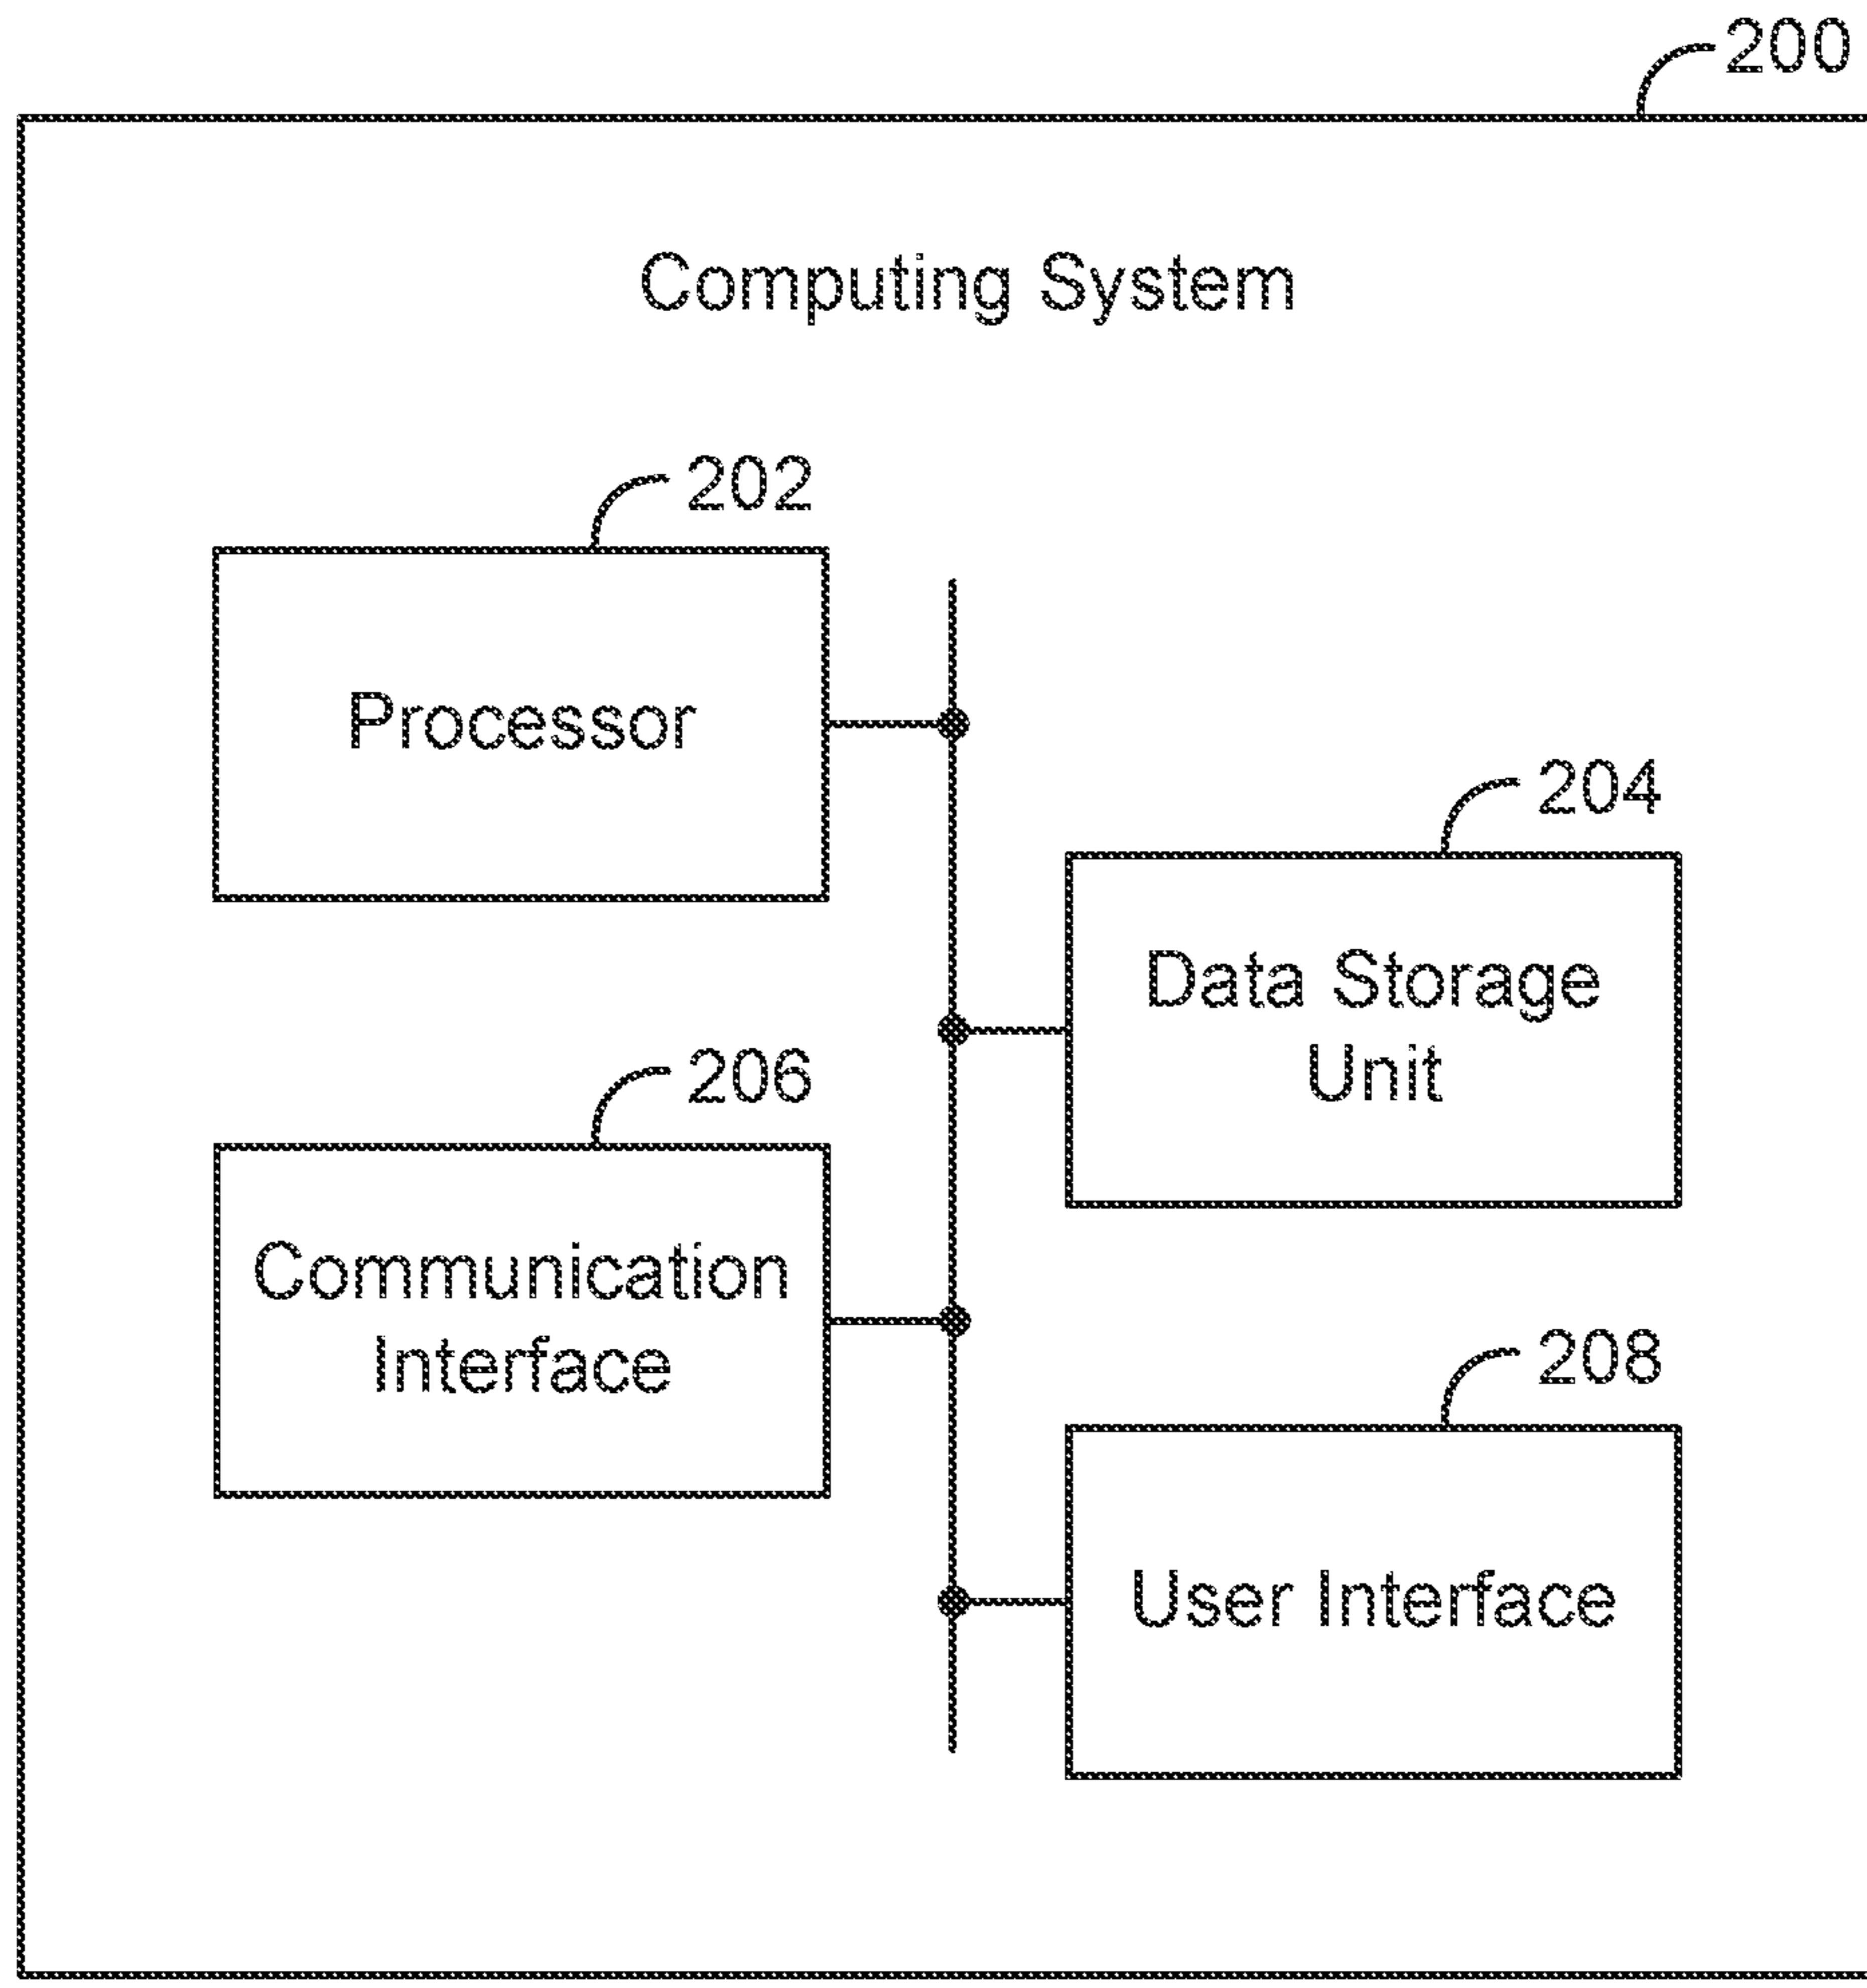 200
Computing System
202
Processor
204
Data Storage
Unit
206
Communication
Interface
208
User Interface